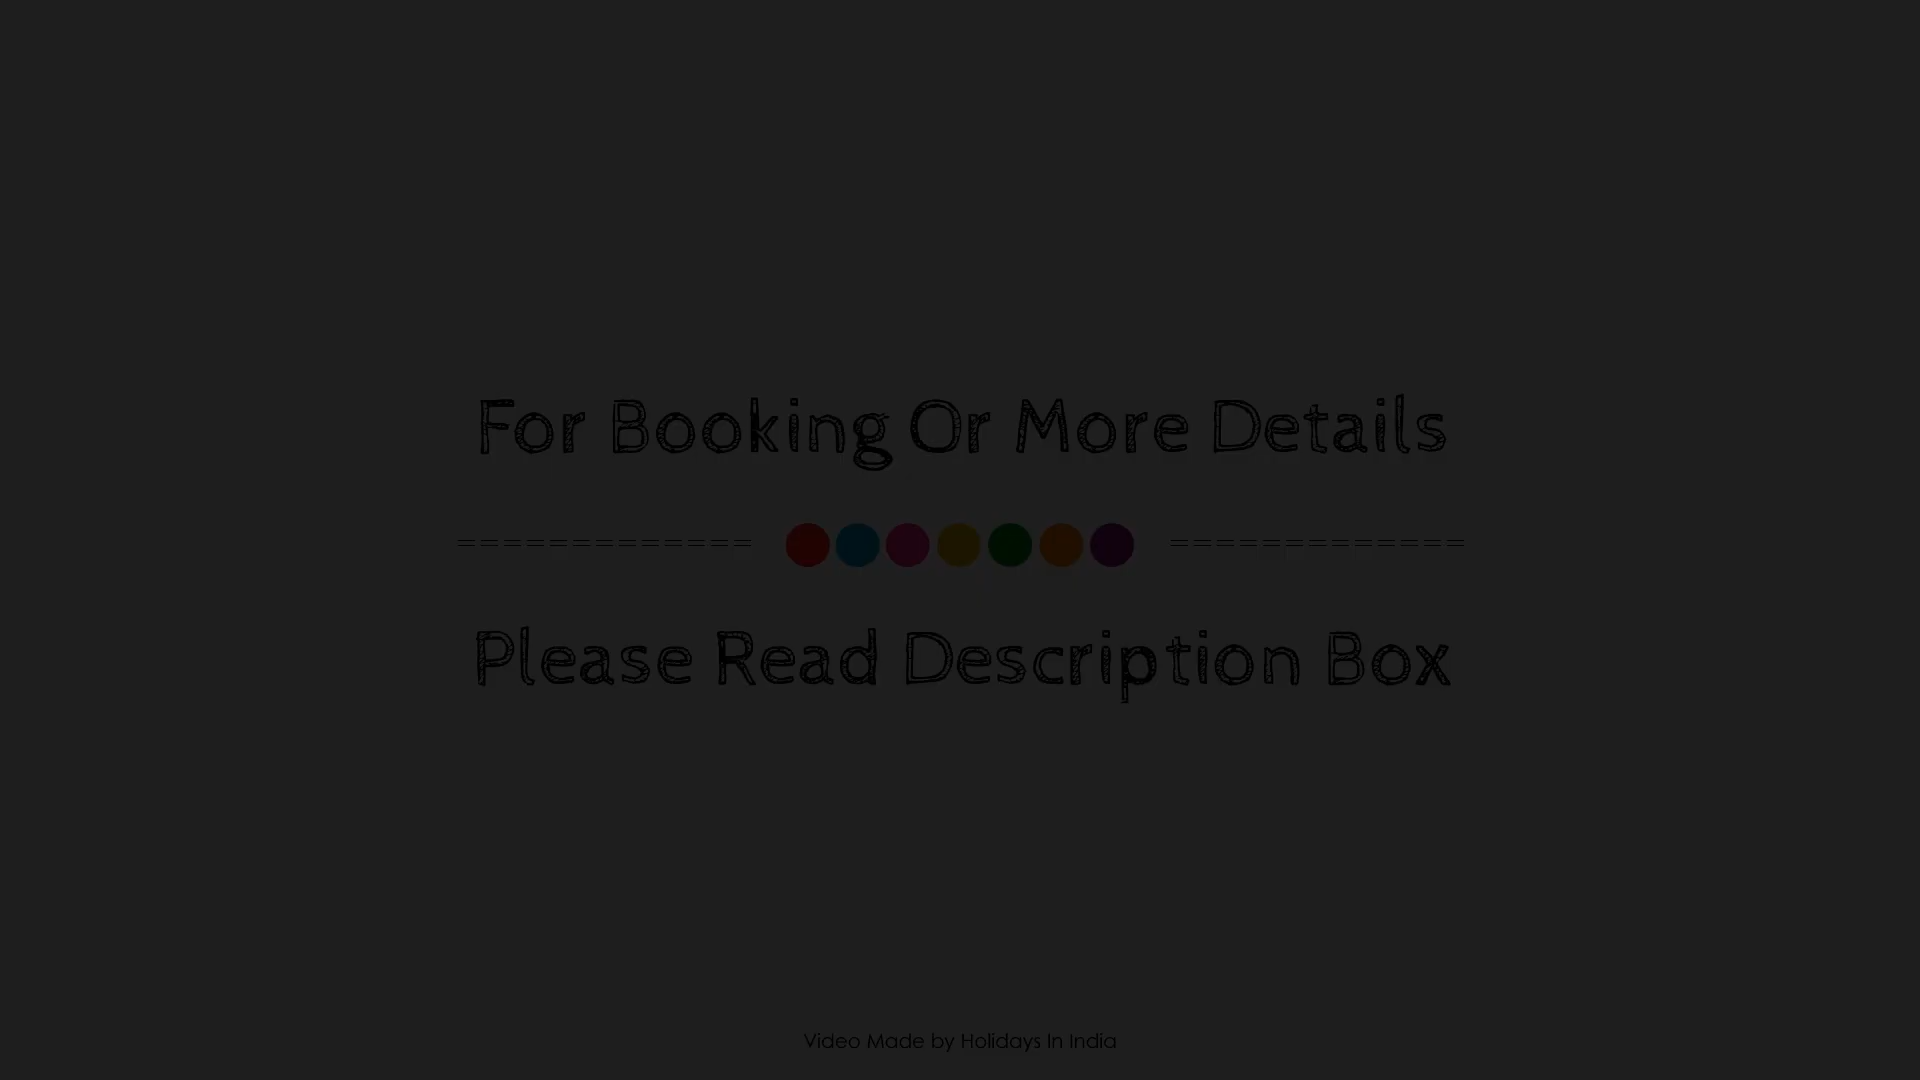 For Booking Or More Details
============= =============
Please Read Description Box
Video Made by Holidays In India